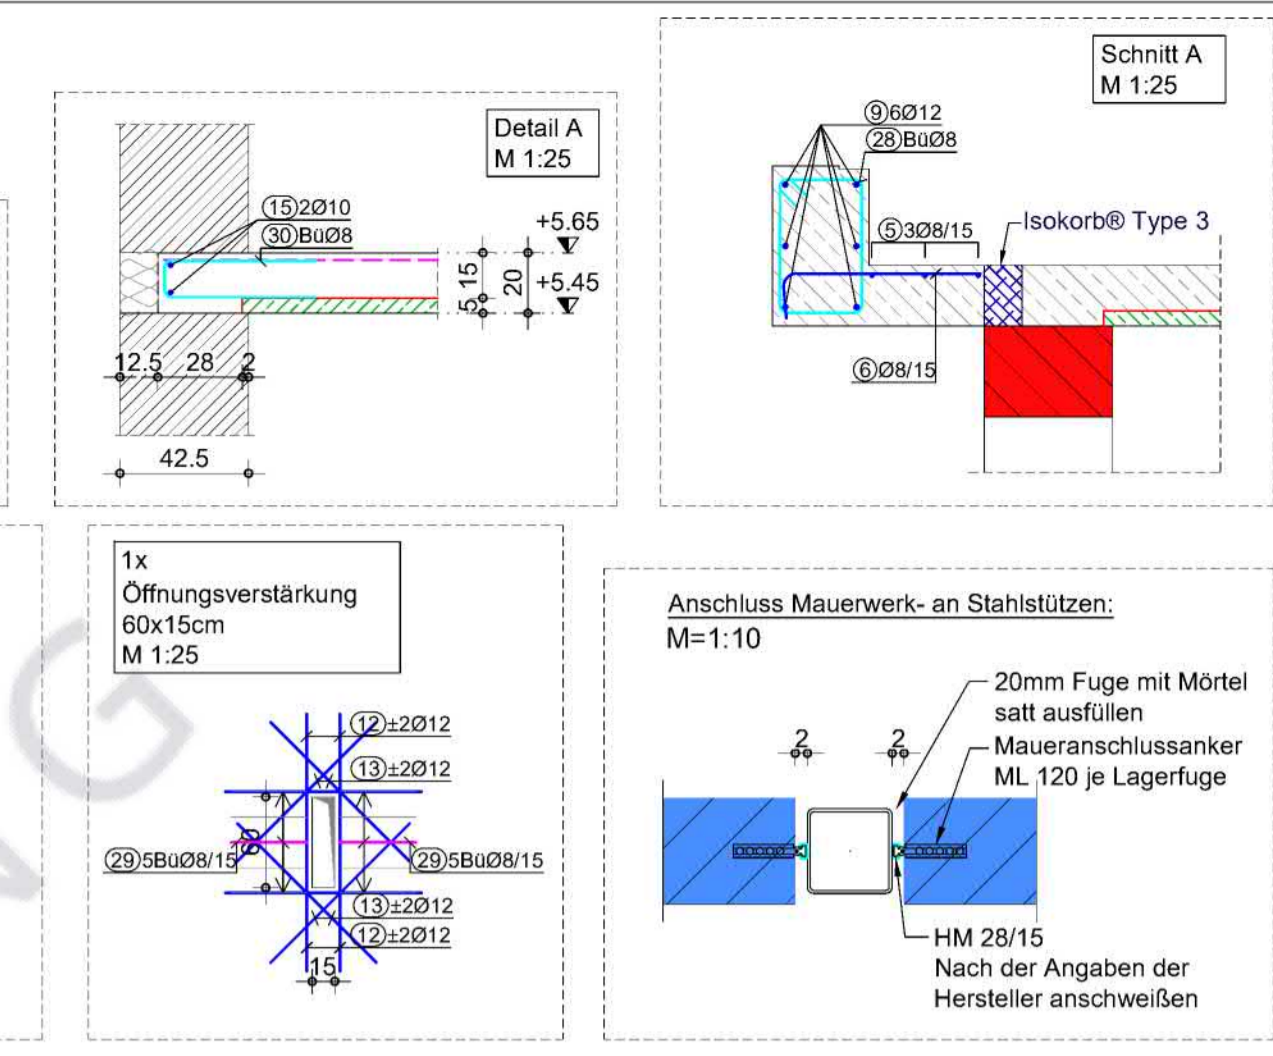 Detail A
M 1:25
⑮2Ø10
㉚BüØ8
+5.65
+5.45
15
5
20
12.5
28
2
42.5
Schnitt A
M 1:25
⑨6Ø12
㉘BüØ8
⑤3Ø8/15
Isokorb® Type 3
⑥Ø8/15
1x
Öffnungsverstärkung
60x15cm
M 1:25
⑫±2Ø12
⑬±2Ø12
60
㉙5BüØ8/15
㉙5BüØ8/15
⑬±2Ø12
⑫±2Ø12
15
Anschluss Mauerwerk- an Stahlstützen:
M=1:10
20mm Fuge mit Mörtel
satt ausfüllen
Maueranschlussanker
ML 120 je Lagerfuge
2
2
HM 28/15
Nach der Angaben der
Hersteller anschweißen
G